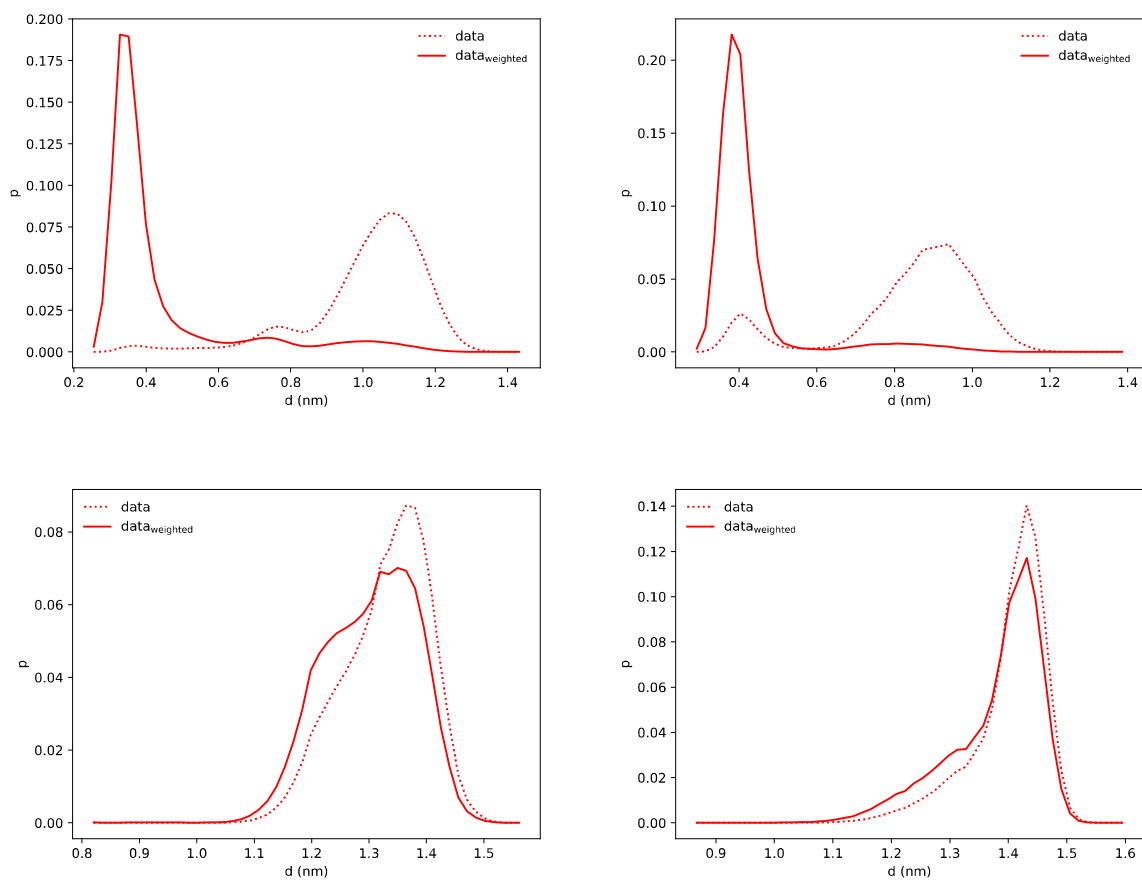 0.200
0.175
0.150
0.125
0.100
0.075
0.050
0.025
0.000
p
0.2 0.4 0.6 0.8 1.0 1.2 1.4
d (nm)
data
dataweighted
0.20
0.15
0.10
0.05
0.00
p
0.4 0.6 0.8 1.0 1.2 1.4
d (nm)
data
dataweighted
0.08
0.06
0.04
0.02
0.00
p
0.8 0.9 1.0 1.1 1.2 1.3 1.4 1.5
d (nm)
data
dataweighted
0.14
0.12
0.10
0.08
0.06
0.04
0.02
0.00
p
0.9 1.0 1.1 1.2 1.3 1.4 1.5 1.6
d (nm)
data
dataweighted